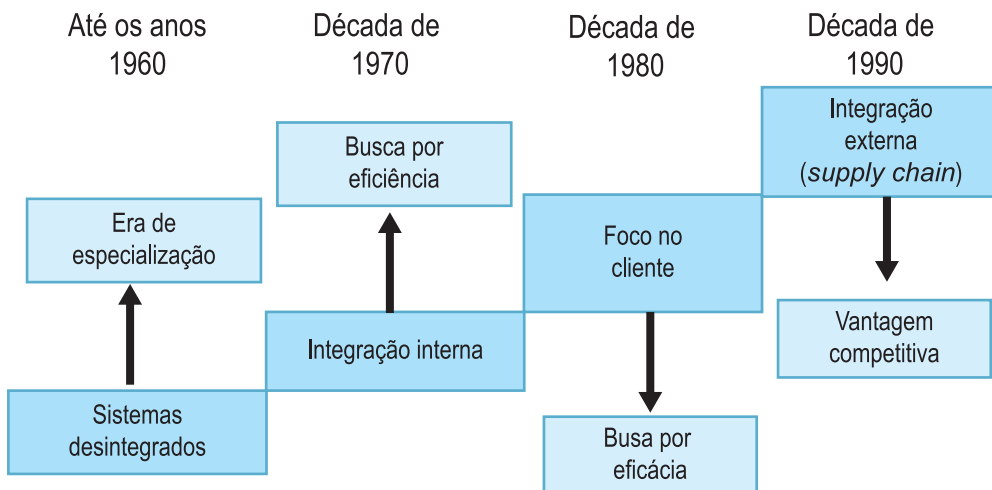 Até os anos
1960
Década de
1970
Década de
1980
Década de
1990
Era de
especialização
Sistemas
desintegrados
Busca por
eficiência
Integração interna
Foco no
cliente
Busa por
eficácia
Integração
externa
(supply chain)
Vantagem
competitiva